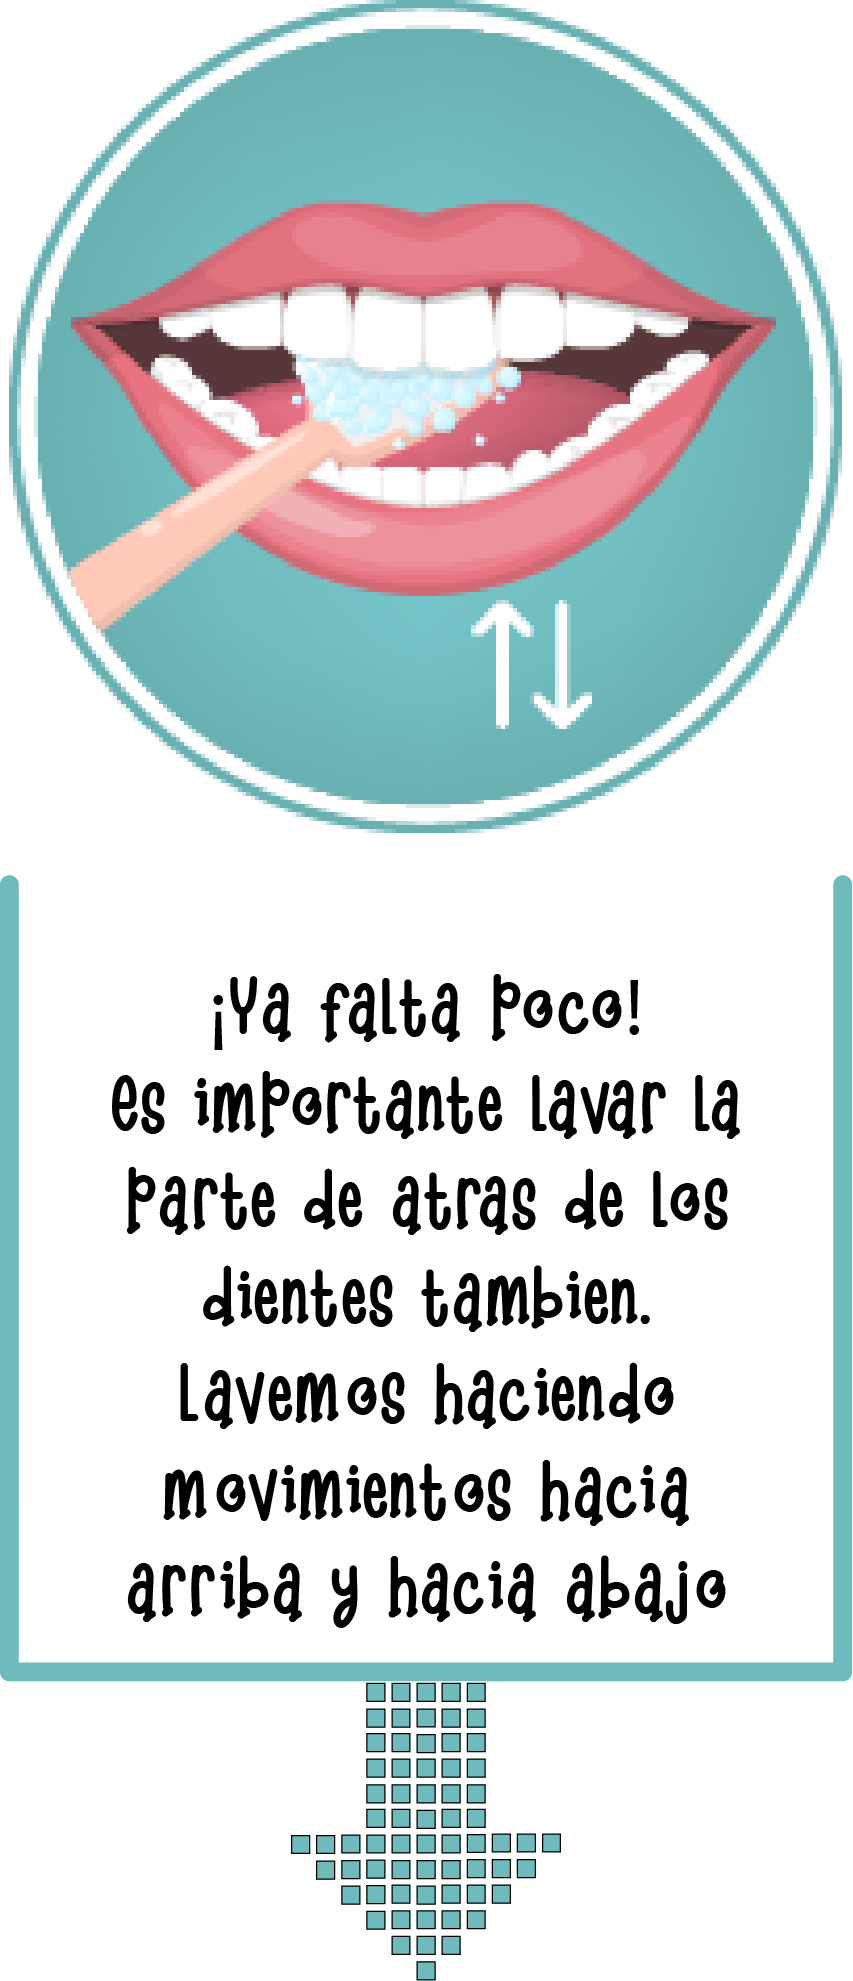 ¡Ya falta poco!
es importante lavar la
parte de atras de los
dientes tambien.
Lavemos haciendo
movimientos hacia
arriba y hacia abajo